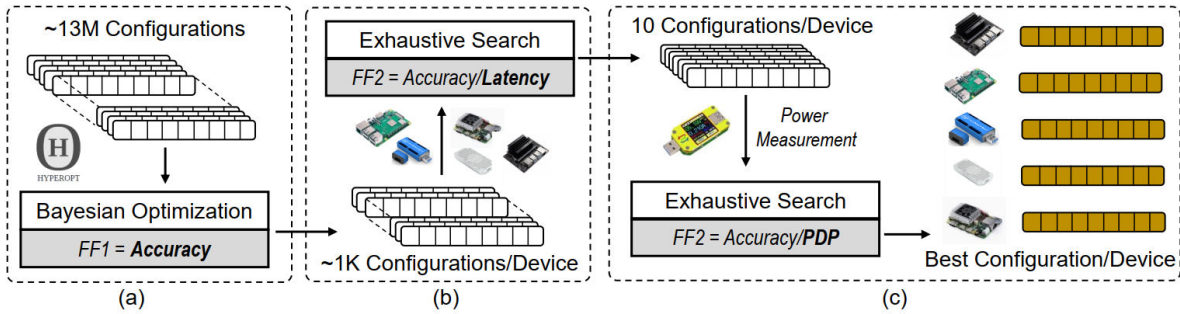 ~13M Configurations
H
HYPEROPT
Bayesian Optimization
FF1 = Accuracy
(a)
Exhaustive Search
FF2 = Accuracy/Latency
~1K Configurations/Device
(b)
10 Configurations/Device
Power
Measurement
Exhaustive Search
FF2 = Accuracy/PDP
Best Configuration/Device
(c)